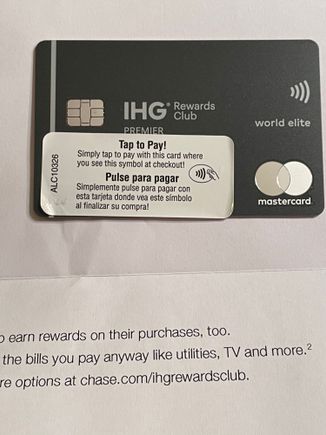 IHG® Rewards
Club
PREMIER
world elite
Tap to Pay!
Simply tap to pay with this card where
you see this symbol at checkout!
Pulse para pagar
Simplemente pulse para pagar con
esta tarjeta donde vea este símbolo
al finalizar su compra!
ALC10326
mastercard
o earn rewards on their purchases, too.
the bills you pay anyway like utilities, TV and more.²
re options at chase.com/ihgrewardsclub.